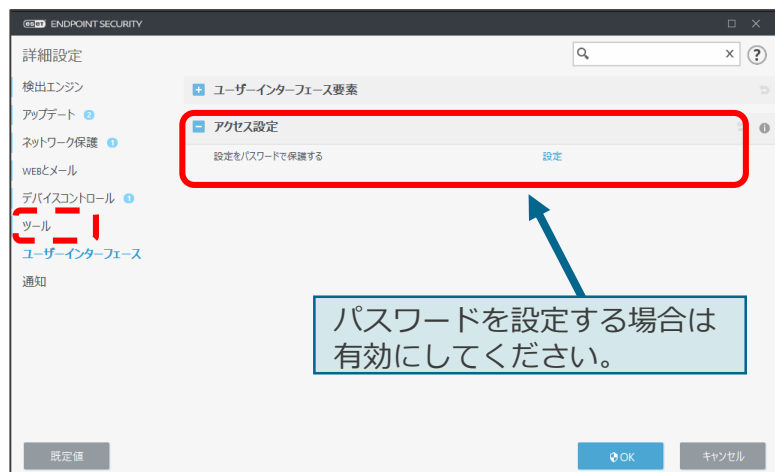 eset ENDPOINT SECURITY
詳細設定
検出エンジン
アップデート 2
ネットワーク保護 1
WEBとメール
デバイスコントロール 1
ツール
ユーザーインターフェース
通知
ユーザーインターフェース要素
アクセス設定
設定をパスワードで保護する 設定
パスワードを設定する場合は
有効にしてください。
既定値 OK キャンセル